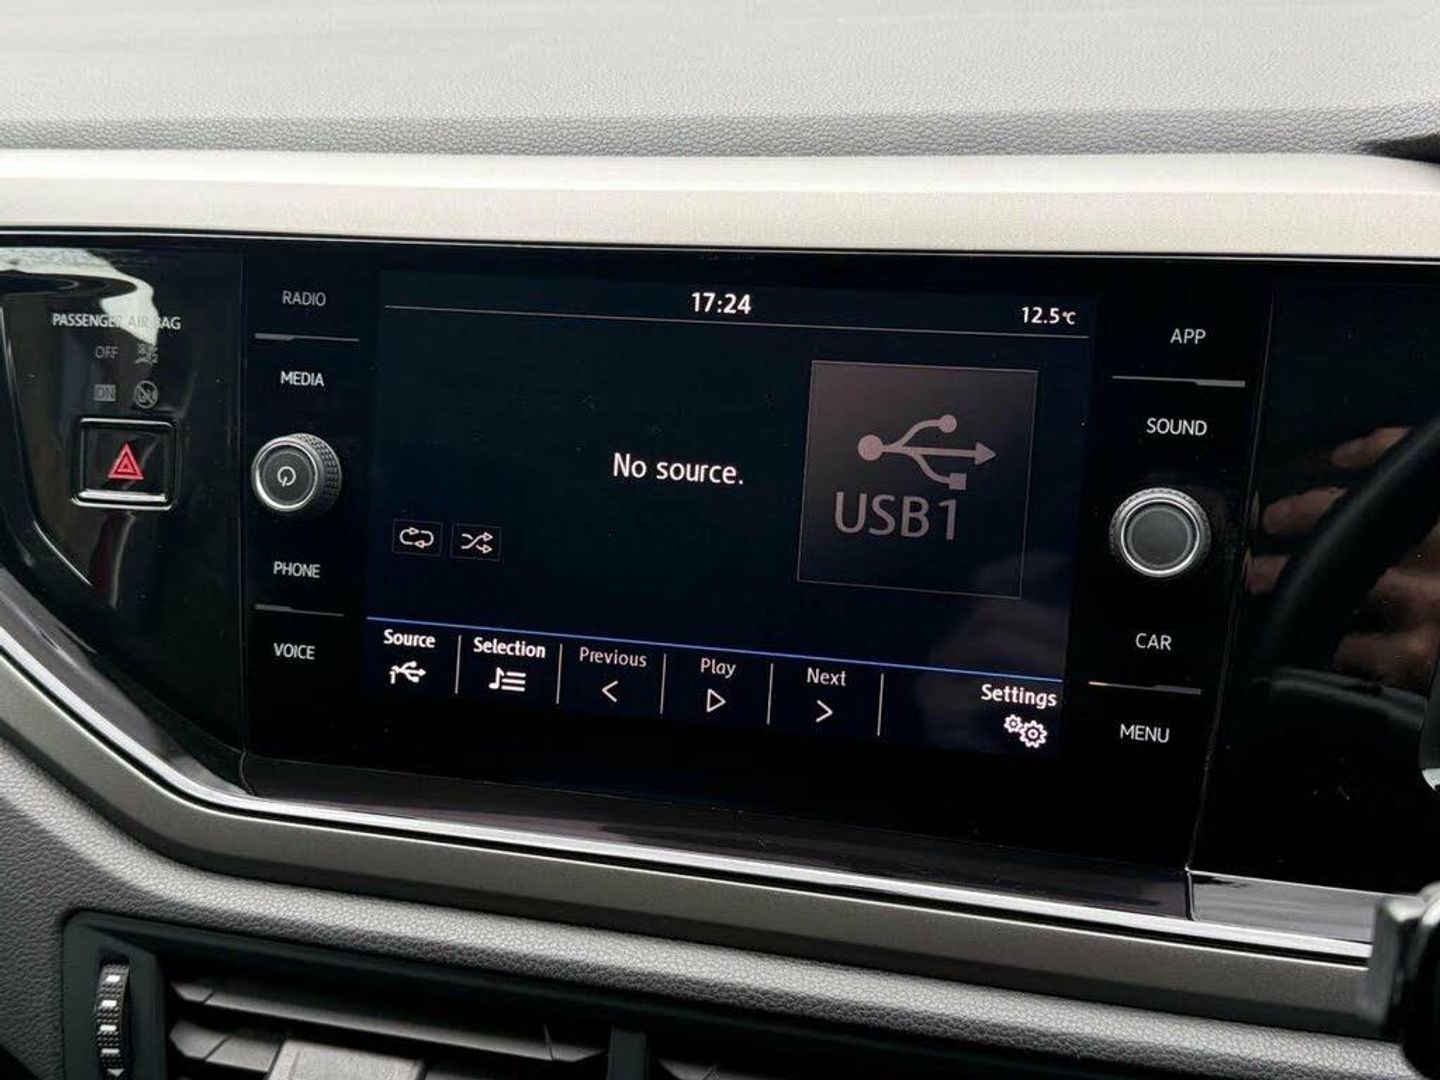 PASSENGER AIR BAG
OFF
ON
RADIO
MEDIA
PHONE
VOICE
17:24
12.5°C
No source.
USB1
Source
Selection
Previous
Play
Next
Settings
APP
SOUND
CAR
MENU